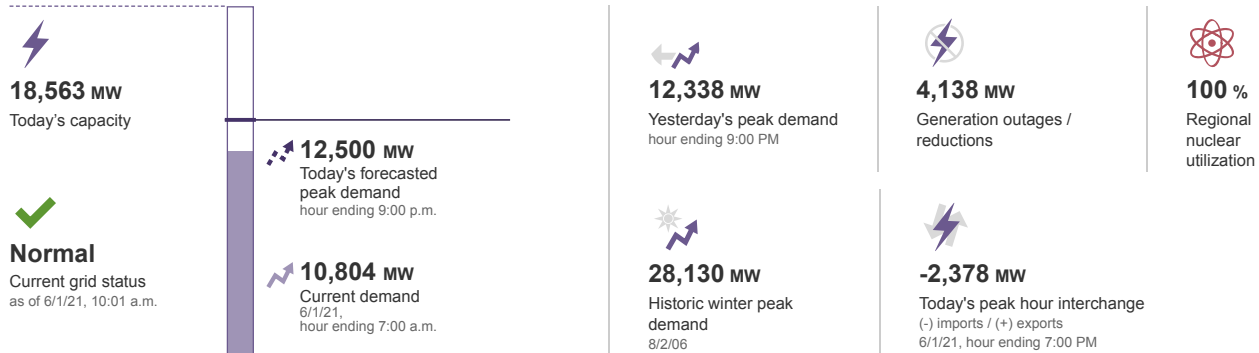 18,563 MW
Today's capacity
Normal
Current grid status
as of 6/1/21, 10:01 a.m.
12,500 MW
Today's forecasted
peak demand
hour ending 9:00 p.m.
10,804 MW
Current demand
6/1/21,
hour ending 7:00 a.m.
12,338 MW
Yesterday's peak demand
hour ending 9:00 PM
4,138 MW
Generation outages /
reductions
100 %
Regional
nuclear
utilization
28,130 MW
Historic winter peak
demand
8/2/06
-2,378 MW
Today's peak hour interchange
(-) imports / (+) exports
6/1/21, hour ending 7:00 PM